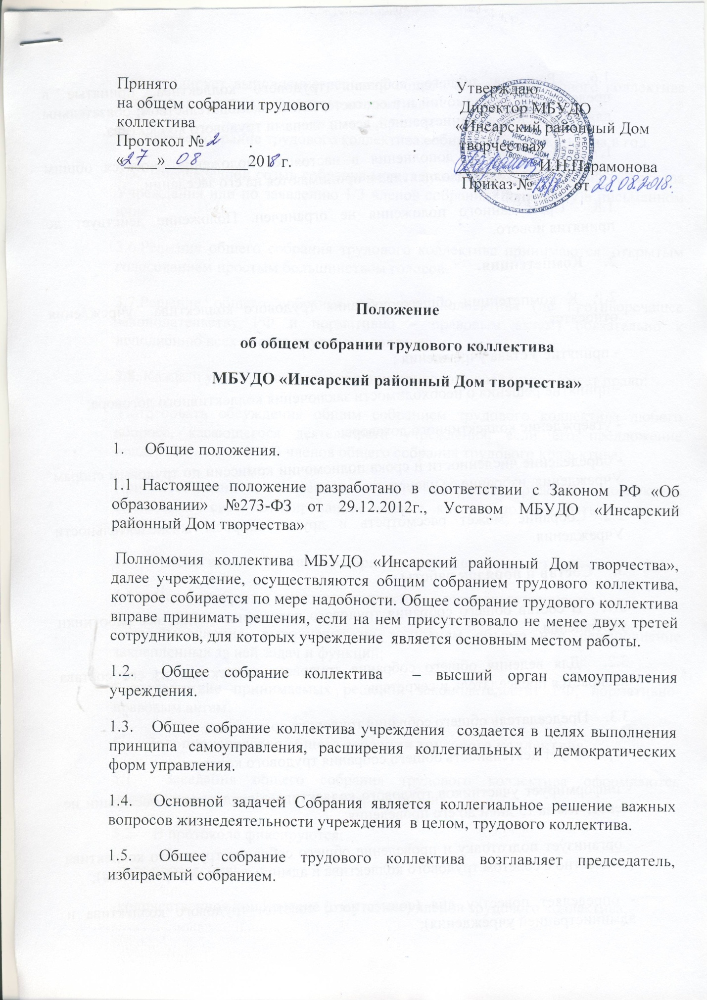 Принято
на общем собрании трудового
коллектива
Протокол № 2
«27» 08 2018 г.
Утверждаю
Директор МБУДО
«Инсарский районный Дом
творчества»
И.Н.Парамонова
Приказ № от 28.08.2018.
МБУДО
ИНСАРСКИЙ
РАЙОННЫЙ ДОМ
ТВОРЧЕСТВА
Положение
об общем собрании трудового коллектива
МБУДО «Инсарский районный Дом творчества»
1. Общие положения.
1.1 Настоящее положение разработано в соответствии с Законом РФ «Об
образовании» №273-ФЗ от 29.12.2012г., Уставом МБУДО «Инсарский
районный Дом творчества»
Полномочия коллектива МБУДО «Инсарский районный Дом творчества»,
далее учреждение, осуществляются общим собранием трудового коллектива,
которое собирается по мере надобности. Общее собрание трудового коллектива
вправе принимать решения, если на нем присутствовало не менее двух третей
сотрудников, для которых учреждение является основным местом работы.
1.2. Общее собрание коллектива – высший орган самоуправления
учреждения.
1.3. Общее собрание коллектива учреждения создается в целях выполнения
принципа самоуправления, расширения коллегиальных и демократических
форм управления.
1.4. Основной задачей Собрания является коллегиальное решение важных
вопросов жизнедеятельности учреждения в целом, трудового коллектива.
1.5. Общее собрание трудового коллектива возглавляет председатель,
избираемый собранием.